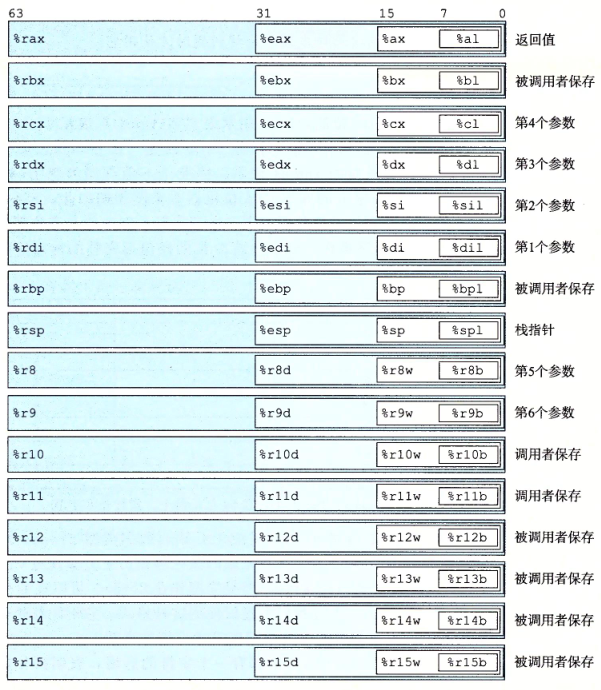 63 31 15 7 0
%rax %eax %ax %al 返回值
%rbx %ebx %bx %bl 被调用者保存
%rcx %ecx %cx %cl 第4个参数
%rdx %edx %dx %dl 第3个参数
%rsi %esi %si %sil 第2个参数
%rdi %edi %di %dil 第1个参数
%rbp %ebp %bp %bpl 被调用者保存
%rsp %esp %sp %spl 栈指针
%r8 %r8d %r8w %r8b 第5个参数
%r9 %r9d %r9w %r9b 第6个参数
%r10 %r10d %r10w %r10b 调用者保存
%r11 %r11d %r11w %r11b 调用者保存
%r12 %r12d %r12w %r12b 被调用者保存
%r13 %r13d %r13w %r13b 被调用者保存
%r14 %r14d %r14w %r14b 被调用者保存
%r15 %r15d %r15w %r15b 被调用者保存